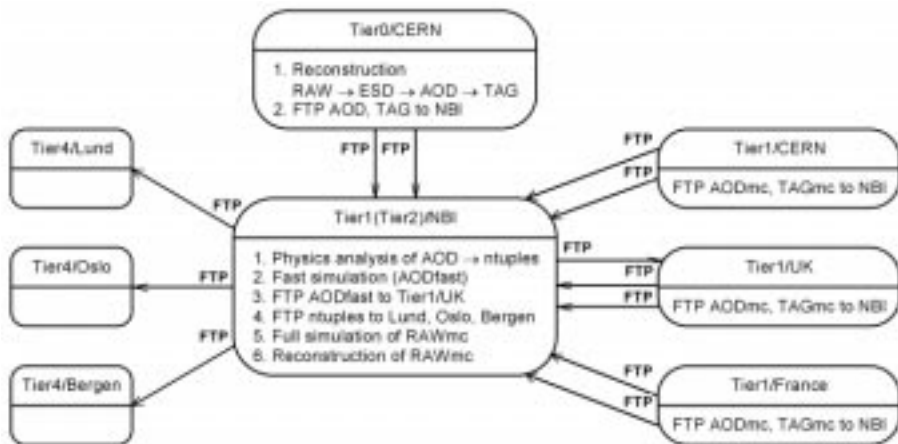 Tier0/CERN
1. Reconstruction
RAW → ESD → AOD → TAG
2. FTP AOD, TAG to NBI
FTP FTP
Tier4/Lund
FTP
Tier4/Oslo
FTP
Tier4/Bergen
FTP
Tier1(Tier2)/NBI
1. Physics analysis of AOD → ntuples
2. Fast simulation (AODfast)
3. FTP AODfast to Tier1/UK
4. FTP ntuples to Lund, Oslo, Bergen
5. Full simulation of RAWmc
6. Reconstruction of RAWmc
FTP
FTP
Tier1/CERN
FTP AODmc, TAGmc to NBI
FTP
FTP
FTP
Tier1/UK
FTP AODmc, TAGmc to NBI
FTP
FTP
Tier1/France
FTP AODmc, TAGmc to NBI